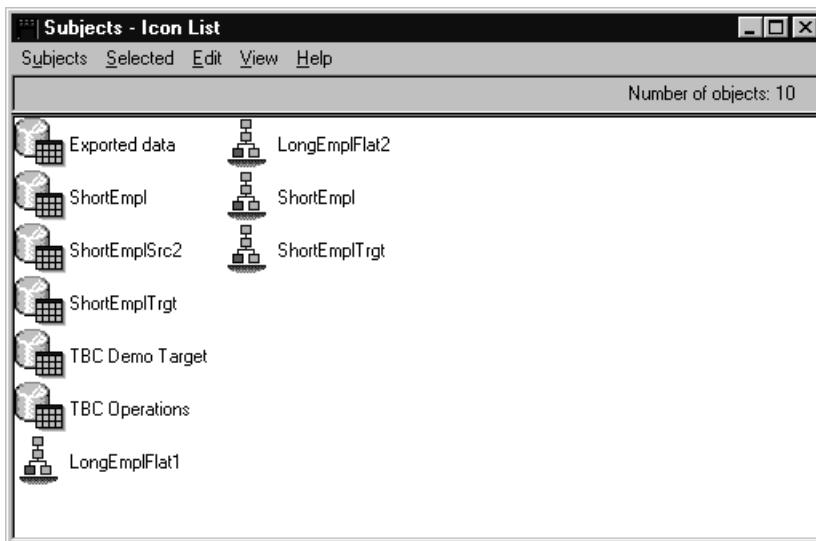 Subjects - Icon List
Subjects Selected Edit View Help
Number of objects: 10
Exported data LongEmplFlat2
ShortEmpl ShortEmpl
ShortEmplSrc2 ShortEmplTrgt
ShortEmplTrgt
TBC Demo Target
TBC Operations
LongEmplFlat1